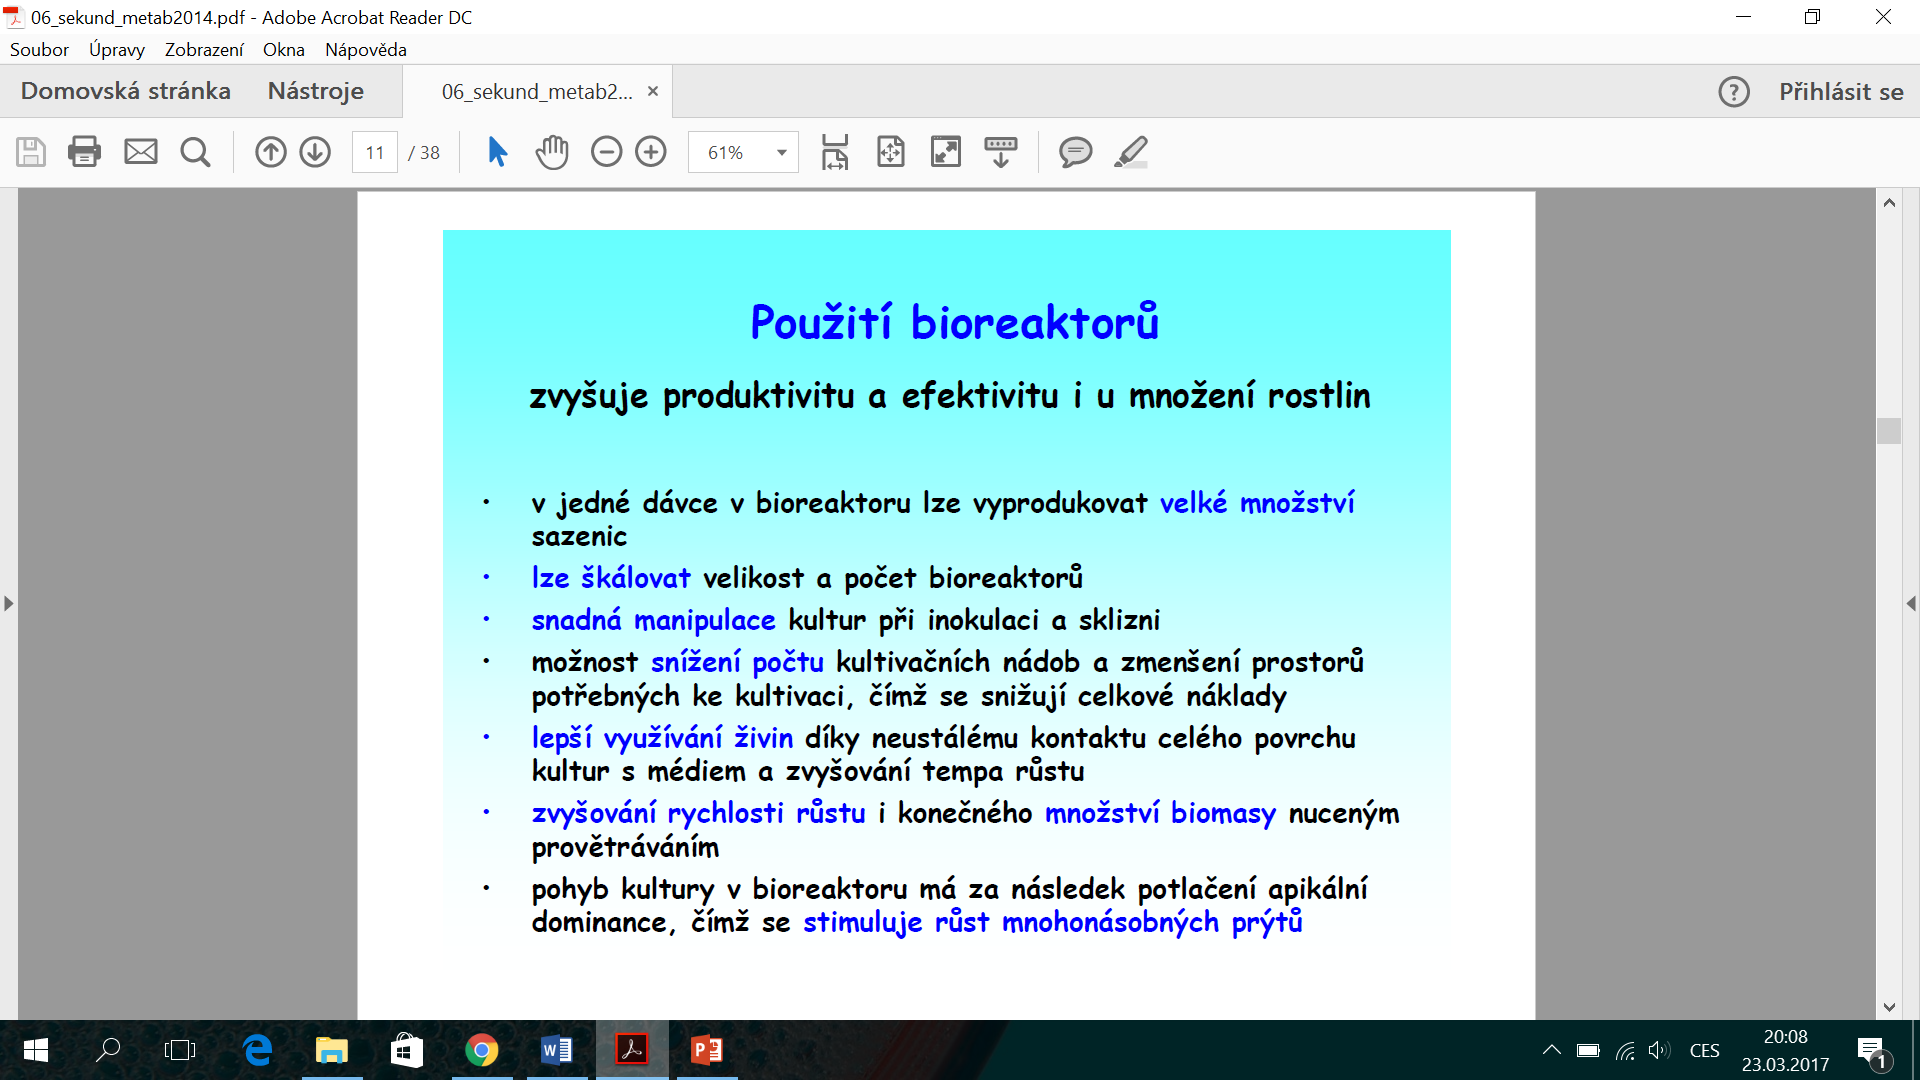 06_sekund_metab2014.pdf - Adobe Acrobat Reader DC
Soubor Úpravy Zobrazení Okna Nápověda
Domovská stránka Nástroje 06_sekund_metab2... × ? Přihlásit se
11 / 38 61%
Použití bioreaktorů
zvyšuje produktivitu a efektivitu i u množení rostlin
• v jedné dávce v bioreaktoru lze vyprodukovat velké množství
sazenic
• lze škálovat velikost a počet bioreaktorů
• snadná manipulace kultur při inokulaci a sklizni
• možnost snížení počtu kultivačních nádob a zmenšení prostorů
potřebných ke kultivaci, čímž se snižují celkové náklady
• lepší využívání živin díky neustálému kontaktu celého povrchu
kultur s médiem a zvyšování tempa růstu
• zvyšování rychlosti růstu i konečného množství biomasy nuceným
provětráváním
• pohyb kultury v bioreaktoru má za následek potlačení apikální
dominance, čímž se stimuluje růst mnohonásobných prýtů
CES
20:08
23.03.2017
1